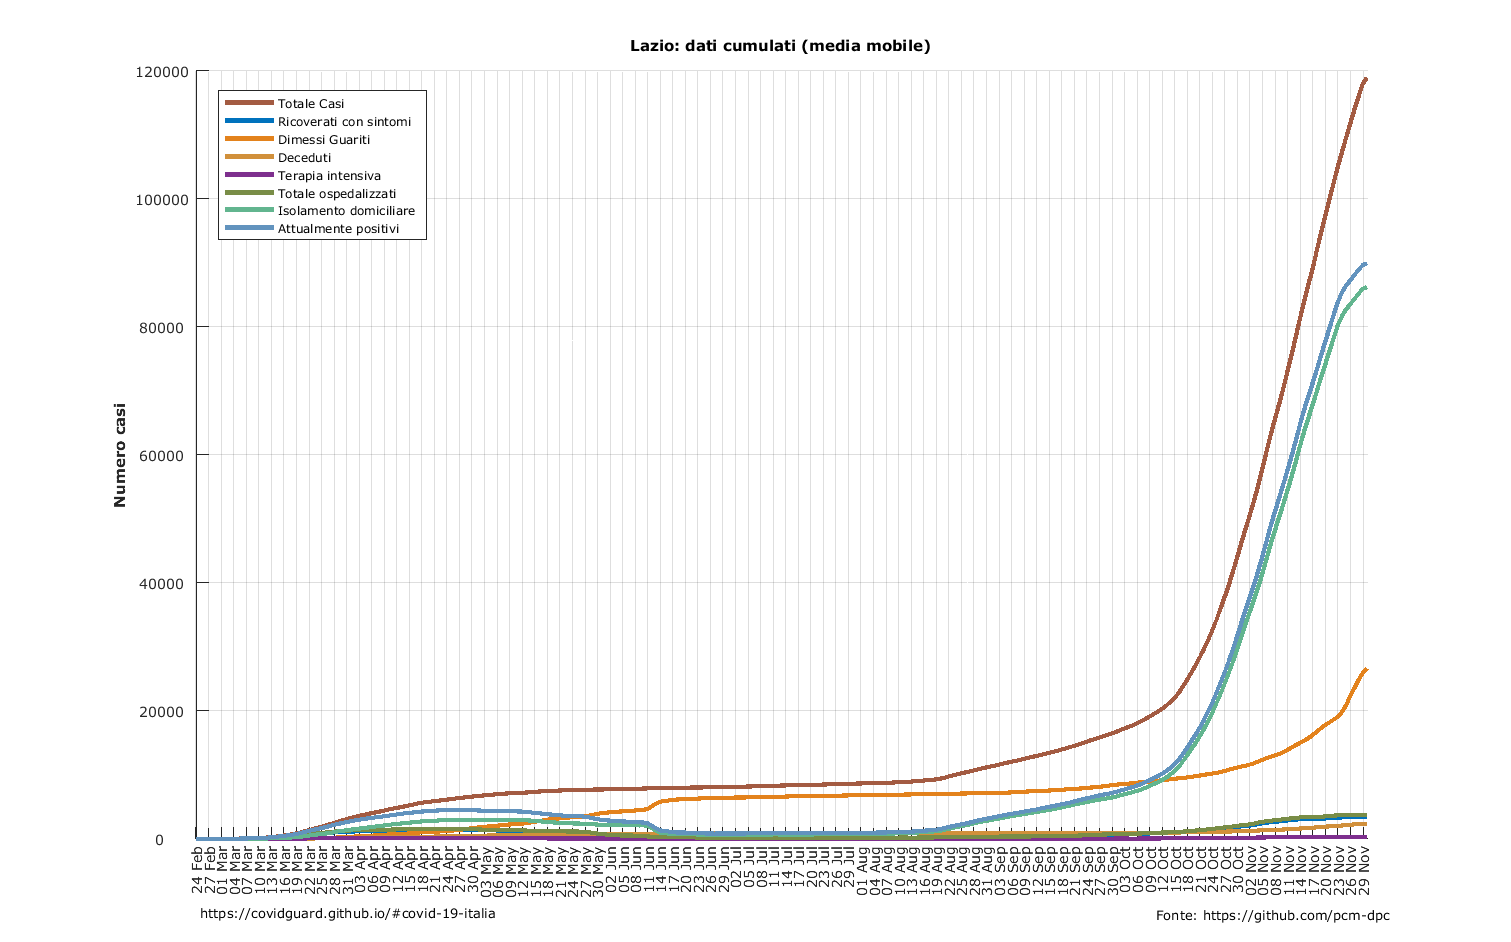 Lazio: dati cumulati (media mobile)
120000
100000
80000
60000
40000
20000
0
Numero casi
Totale Casi
Ricoverati con sintomi
Dimessi Guariti
Deceduti
Terapia intensiva
Totale ospedalizzati
Isolamento domiciliare
Attualmente positivi
24 Feb
27 Feb
01 Mar
04 Mar
07 Mar
10 Mar
13 Mar
16 Mar
19 Mar
22 Mar
25 Mar
28 Mar
31 Mar
03 Apr
06 Apr
09 Apr
12 Apr
15 Apr
18 Apr
21 Apr
24 Apr
27 Apr
30 Apr
03 May
06 May
09 May
12 May
15 May
18 May
21 May
24 May
27 May
30 May
02 Jun
05 Jun
08 Jun
11 Jun
14 Jun
17 Jun
20 Jun
23 Jun
26 Jun
29 Jun
02 Jul
05 Jul
08 Jul
11 Jul
14 Jul
17 Jul
20 Jul
23 Jul
26 Jul
29 Jul
01 Aug
04 Aug
07 Aug
10 Aug
13 Aug
16 Aug
19 Aug
22 Aug
25 Aug
28 Aug
31 Aug
03 Sep
06 Sep
09 Sep
12 Sep
15 Sep
18 Sep
21 Sep
24 Sep
27 Sep
30 Sep
03 Oct
06 Oct
09 Oct
12 Oct
15 Oct
18 Oct
21 Oct
24 Oct
27 Oct
30 Oct
02 Nov
05 Nov
08 Nov
11 Nov
14 Nov
17 Nov
20 Nov
23 Nov
26 Nov
29 Nov
https://covidguard.github.io/#covid-19-italia
Fonte: https://github.com/pcm-dpc